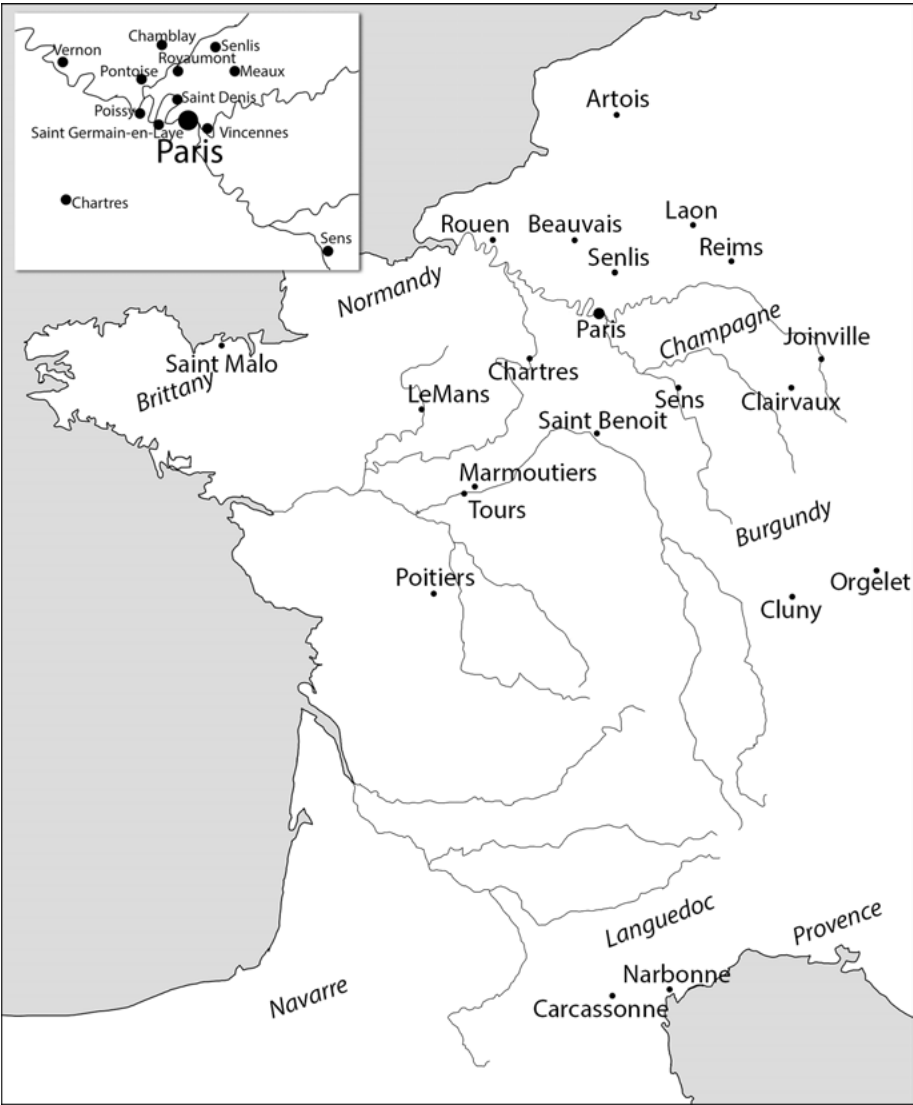 Chamblay
Vernon
Senlis
Royaumont
Pontoise
Meaux
Saint Denis
Poissy
Saint Germain-en-Laye
Vincennes
Paris
Chartres
Sens
Artois
Rouen
Beauvais
Laon
Reims
Senlis
Normandy
Paris
Champagne
Joinville
Saint Malo
Brittany
Chartres
LeMans
Sens
Clairvaux
Saint Benoit
Marmoutiers
Tours
Burgundy
Poitiers
Orgelet
Cluny
Languedoc
Provence
Navarre
Narbonne
Carcassonne